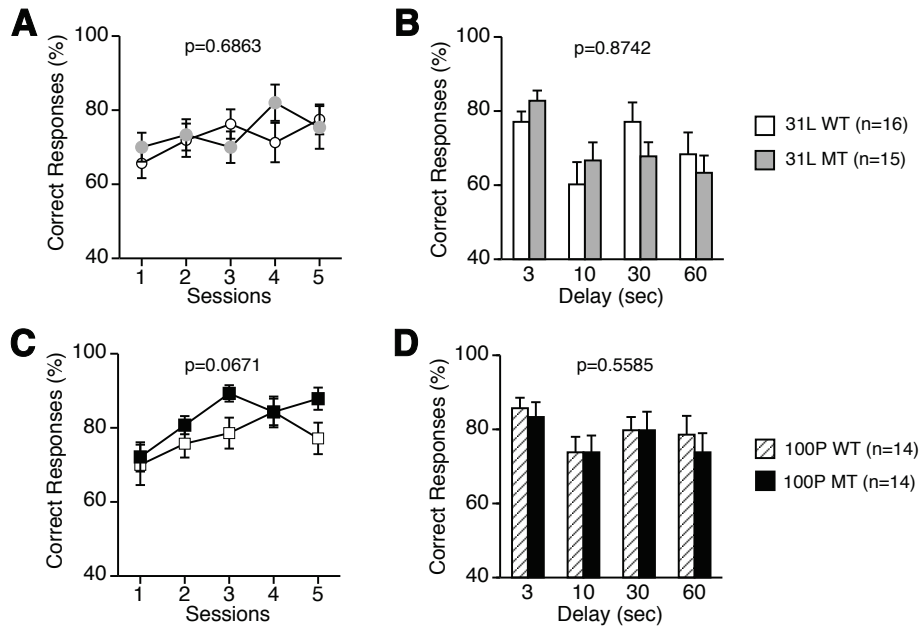 A
p=0.6863
Correct Responses (%)
100
80
60
40
1 2 3 4 5
Sessions
B
p=0.8742
Correct Responses (%)
100
80
60
40
3 10 30 60
Delay (sec)
31L WT (n=16)
31L MT (n=15)
C
p=0.0671
Correct Responses (%)
100
80
60
40
1 2 3 4 5
Sessions
D
p=0.5585
Correct Responses (%)
100
80
60
40
3 10 30 60
Delay (sec)
100P WT (n=14)
100P MT (n=14)